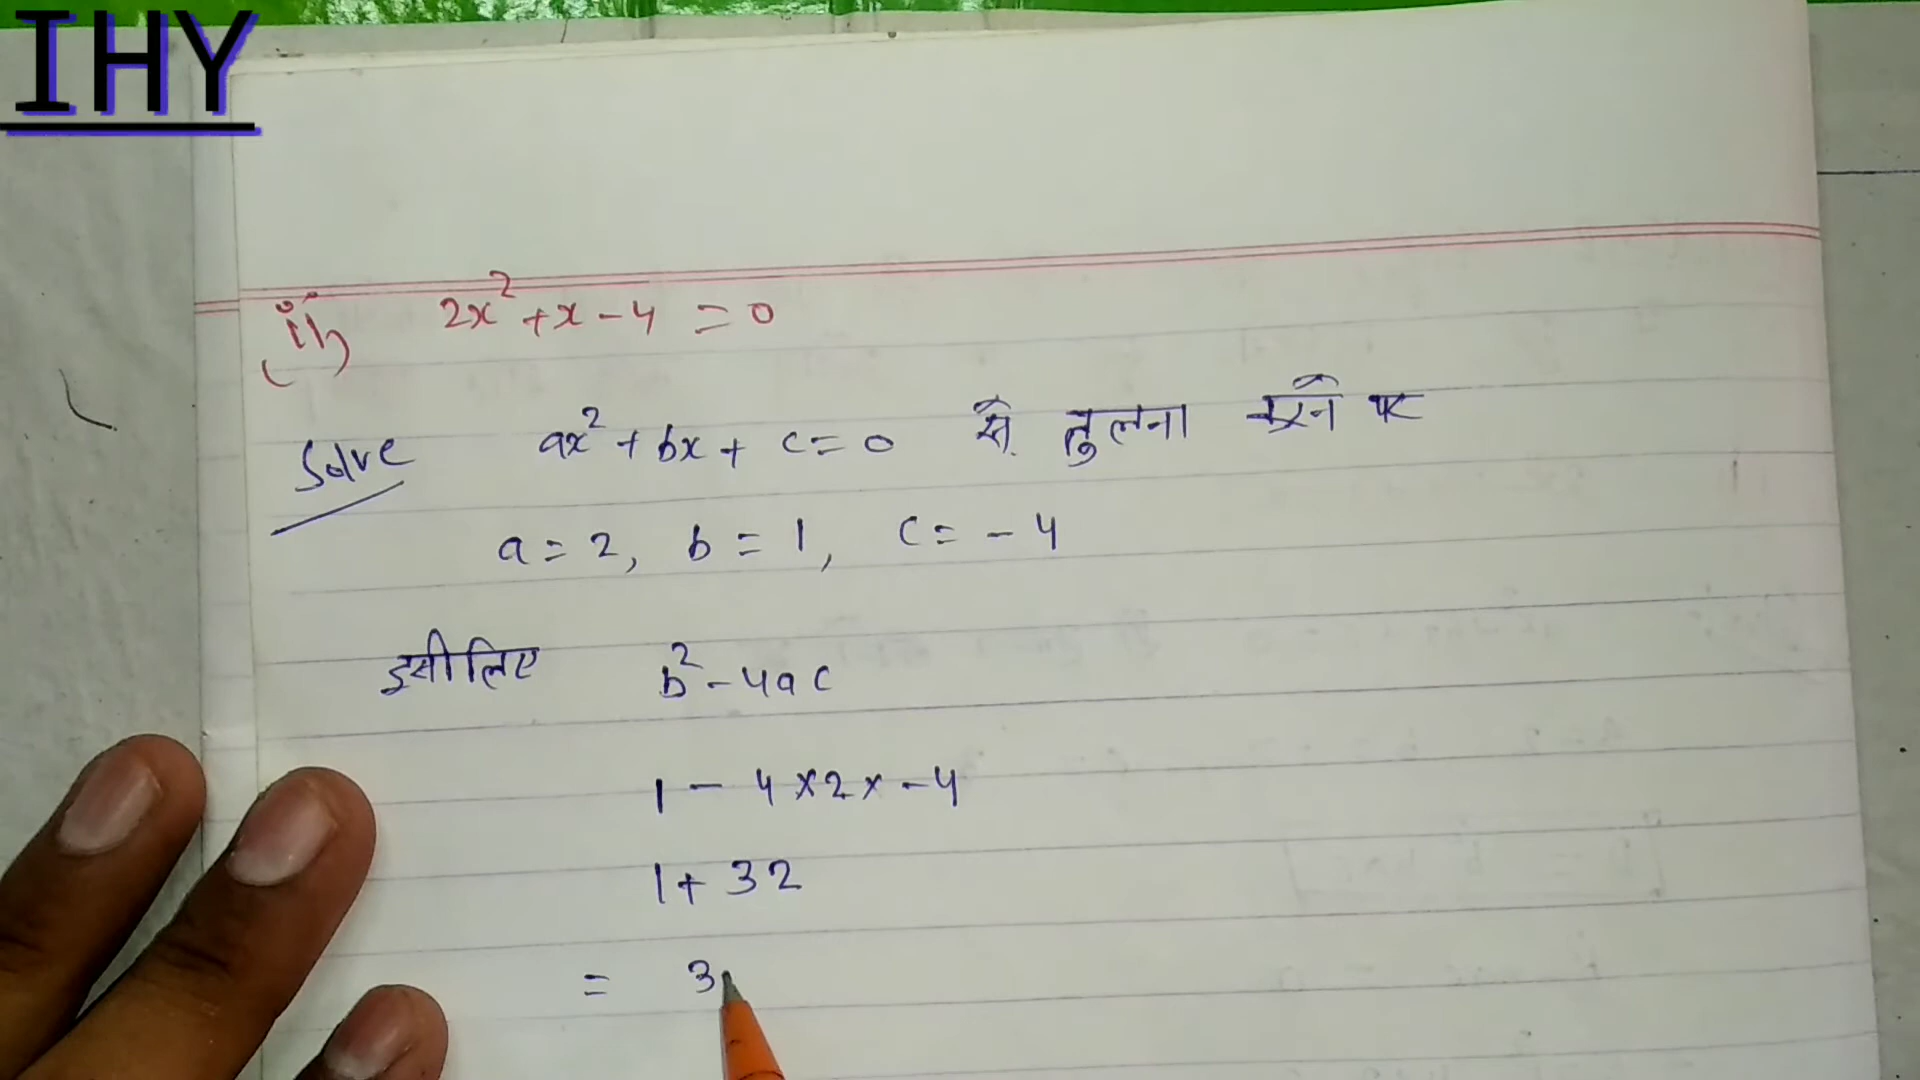 IHY
(ii) 2x² + x - 4 = 0
Solve ax² + bx + c = 0 से तुलना करने पर
a = 2, b = 1, c = - 4
इसीलिए b² - 4ac
1 - 4 x 2 x - 4
1 + 32
= 3